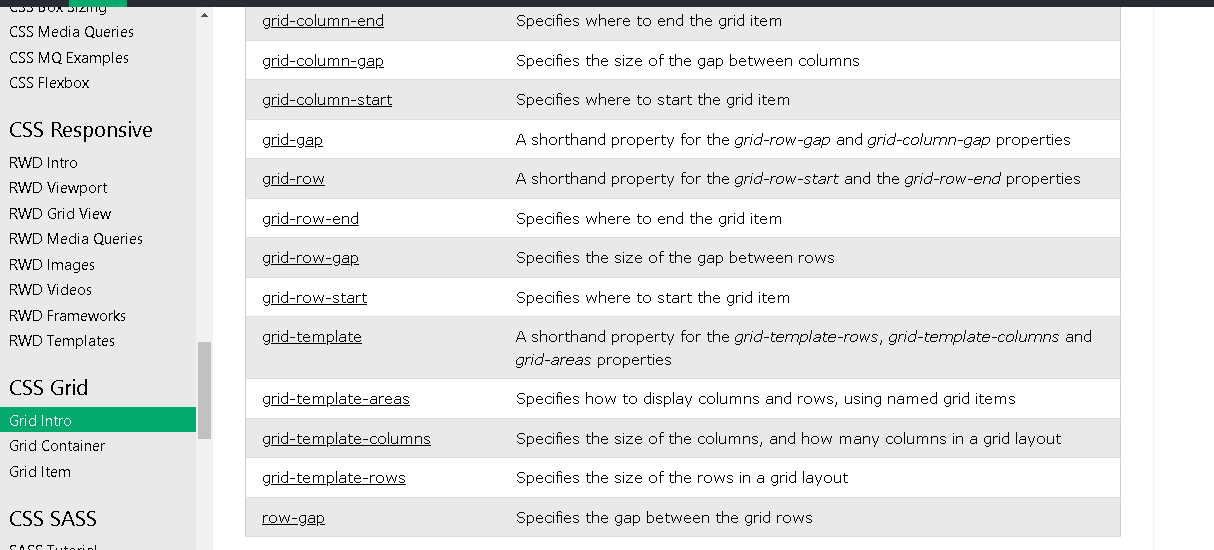 CSS Box Sizing
CSS Media Queries
CSS MQ Examples
CSS Flexbox
CSS Responsive
RWD Intro
RWD Viewport
RWD Grid View
RWD Media Queries
RWD Images
RWD Videos
RWD Frameworks
RWD Templates
CSS Grid
Grid Intro
Grid Container
Grid Item
CSS SASS
SASS Tutorial
grid-column-end Specifies where to end the grid item
grid-column-gap Specifies the size of the gap between columns
grid-column-start Specifies where to start the grid item
grid-gap A shorthand property for the grid-row-gap and grid-column-gap properties
grid-row A shorthand property for the grid-row-start and the grid-row-end properties
grid-row-end Specifies where to end the grid item
grid-row-gap Specifies the size of the gap between rows
grid-row-start Specifies where to start the grid item
grid-template A shorthand property for the grid-template-rows, grid-template-columns and
grid-areas properties
grid-template-areas Specifies how to display columns and rows, using named grid items
grid-template-columns Specifies the size of the columns, and how many columns in a grid layout
grid-template-rows Specifies the size of the rows in a grid layout
row-gap Specifies the gap between the grid rows